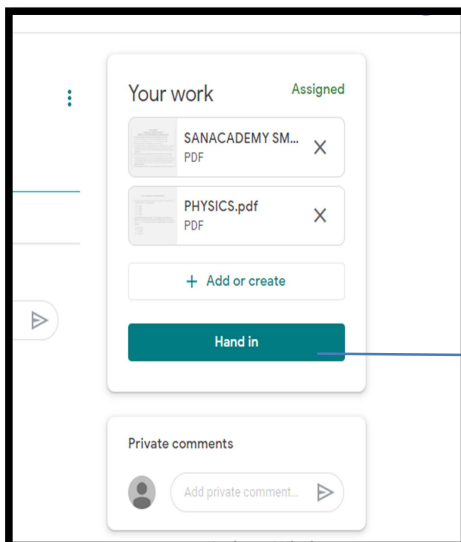 Your work
Assigned
SANACADEMY SM...
PDF
PHYSICS.pdf
PDF
+ Add or create
Hand in
Private comments
Add private comment...